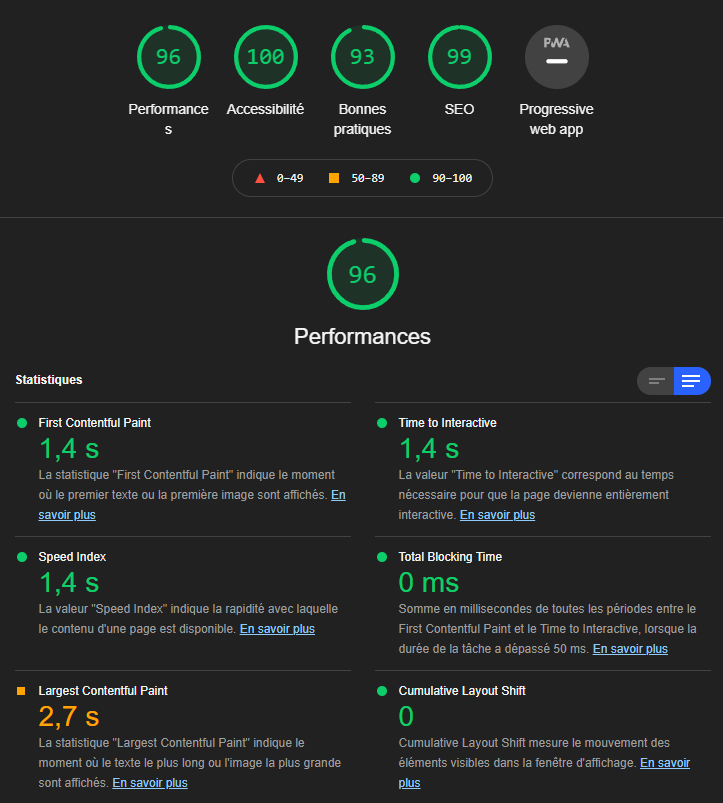 96
100
93
99
PWA
Performance
s
Accessibilité
Bonnes
pratiques
SEO
Progressive
web app
0–49
50–89
90–100
96
Performances
Statistiques
First Contentful Paint
1,4 s
La statistique "First Contentful Paint" indique le moment
où le premier texte ou la première image sont affichés. En
savoir plus
Time to Interactive
1,4 s
La valeur "Time to Interactive" correspond au temps
nécessaire pour que la page devienne entièrement
interactive. En savoir plus
Speed Index
1,4 s
La valeur "Speed Index" indique la rapidité avec laquelle
le contenu d'une page est disponible. En savoir plus
Total Blocking Time
0 ms
Somme en millisecondes de toutes les périodes entre le
First Contentful Paint et le Time to Interactive, lorsque la
durée de la tâche a dépassé 50 ms. En savoir plus
Largest Contentful Paint
2,7 s
La statistique "Largest Contentful Paint" indique le
moment où le texte le plus long ou l'image la plus grande
sont affichés. En savoir plus
Cumulative Layout Shift
0
Cumulative Layout Shift mesure le mouvement des
éléments visibles dans la fenêtre d'affichage. En savoir
plus